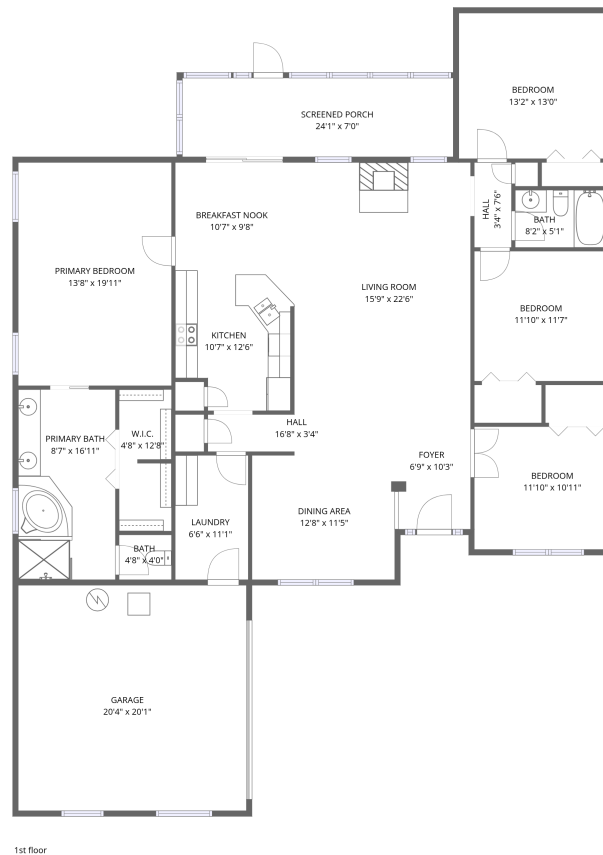 BEDROOM
13'2" x 13'0"
SCREENED PORCH
24'1" x 7'0"
HALL
3'4" x 7'6"
BATH
8'2" x 5'1"
BREAKFAST NOOK
10'7" x 9'8"
PRIMARY BEDROOM
13'8" x 19'11"
LIVING ROOM
15'9" x 22'6"
BEDROOM
11'10" x 11'7"
KITCHEN
10'7" x 12'6"
HALL
16'8" x 3'4"
PRIMARY BATH
8'7" x 16'11"
W.I.C.
4'8" x 12'8"
FOYER
6'9" x 10'3"
BEDROOM
11'10" x 10'11"
LAUNDRY
6'6" x 11'1"
DINING AREA
12'8" x 11'5"
BATH
4'8" x 4'0"
GARAGE
20'4" x 20'1"
1st floor